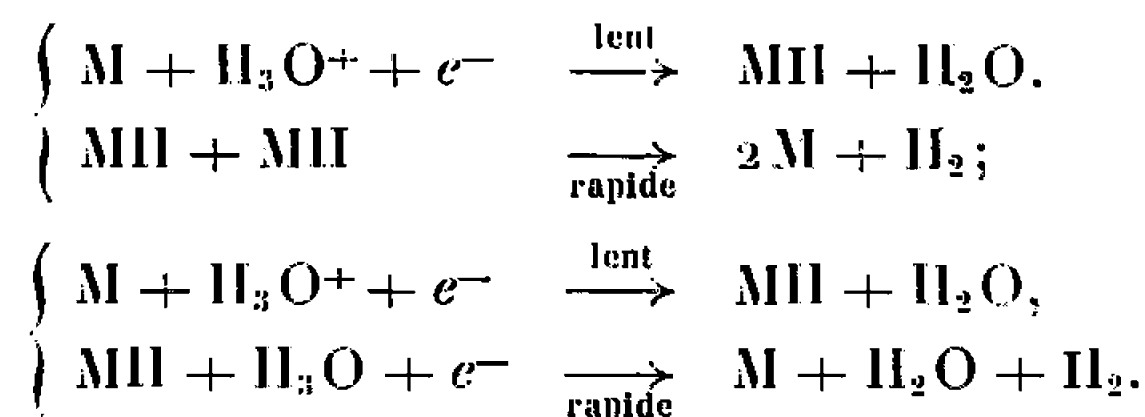 lent
M + H₃O⁺ + e⁻ → MH + H₂O.
MH + MH → 2 M + H₂;
rapide
lent
M + H₃O⁺ + e⁻ → MH + H₂O,
MH + H₃O + e⁻ → M + H₂O + H₂.
rapide